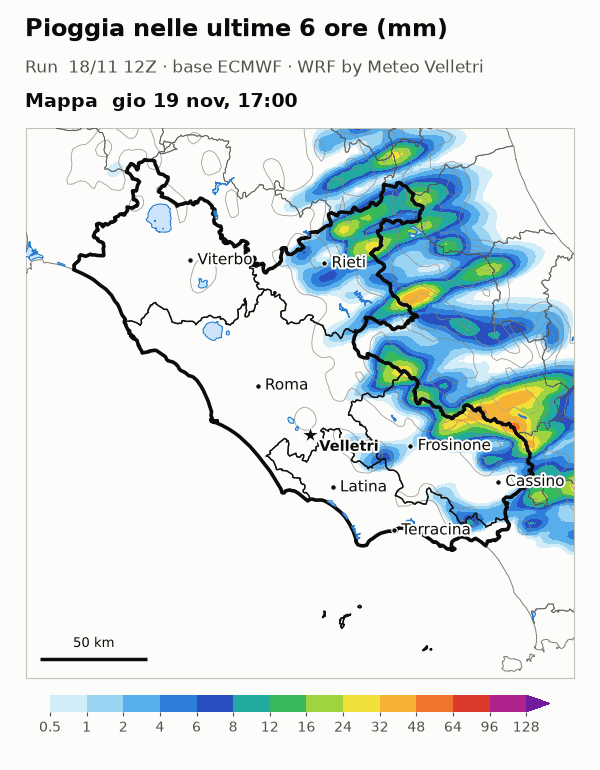 Pioggia nelle ultime 6 ore (mm)
Run  18/11 12Z · base ECMWF · WRF by Meteo Velletri
Mappa  gio 19 nov, 17:00
Viterbo
Rieti
Roma
Velletri
Frosinone
Latina
Cassino
Terracina
50 km
0.5 1 2 4 6 8 12 16 24 32 48 64 96 128